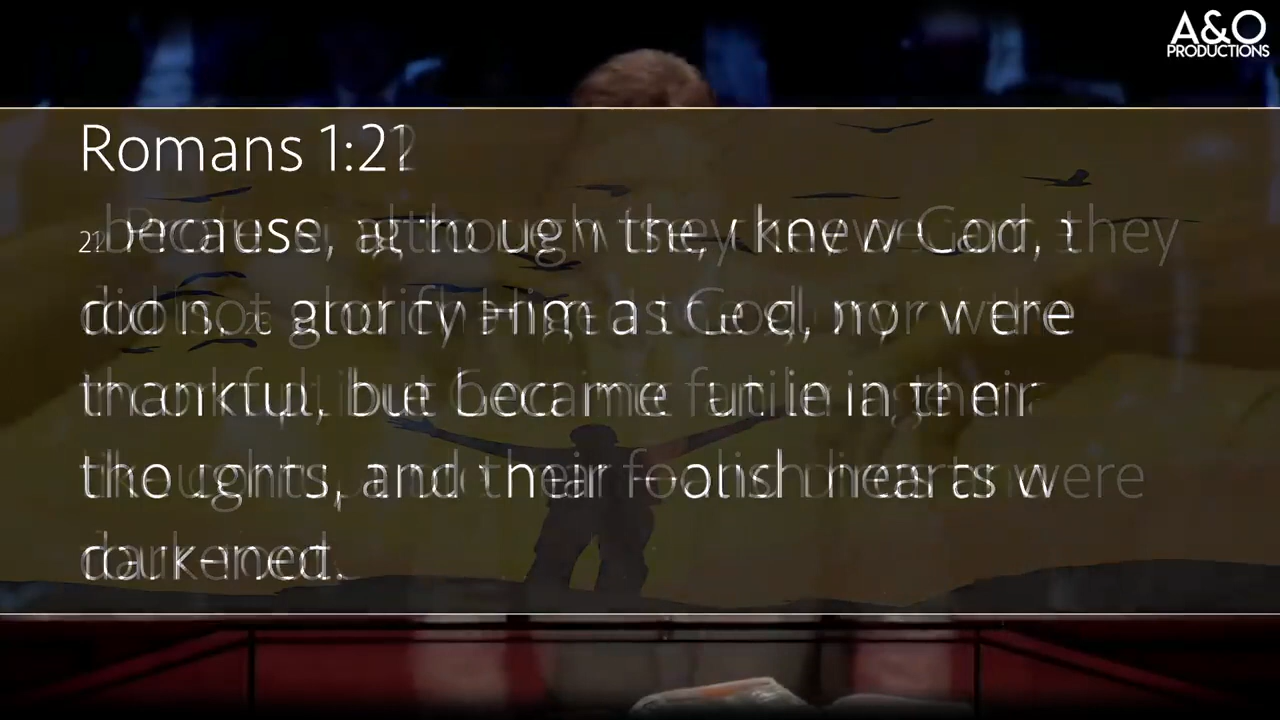 A&O
PRODUCTIONS
Romans 1:21
21 because, although they knew God, they
did not glorify Him as God, nor were
thankful, but became futile in their
thoughts, and their foolish hearts were
darkened.